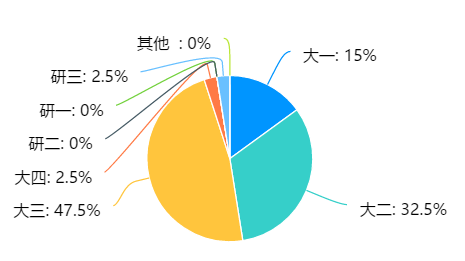 其他 : 0%
大一: 15%
研三: 2.5%
研一: 0%
研二: 0%
大四: 2.5%
大三: 47.5%
大二: 32.5%